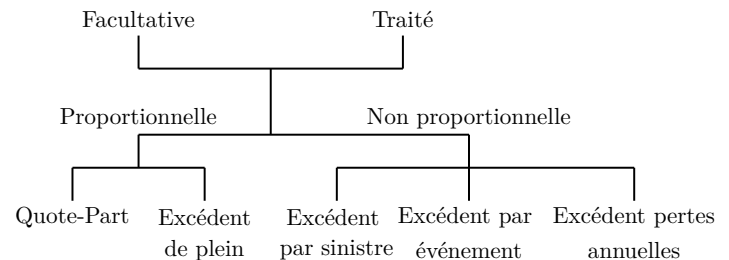 Facultative
Traité
Proportionnelle
Non proportionnelle
Quote-Part
Excédent
de plein
Excédent
par sinistre
Excédent par
événement
Excédent pertes
annuelles